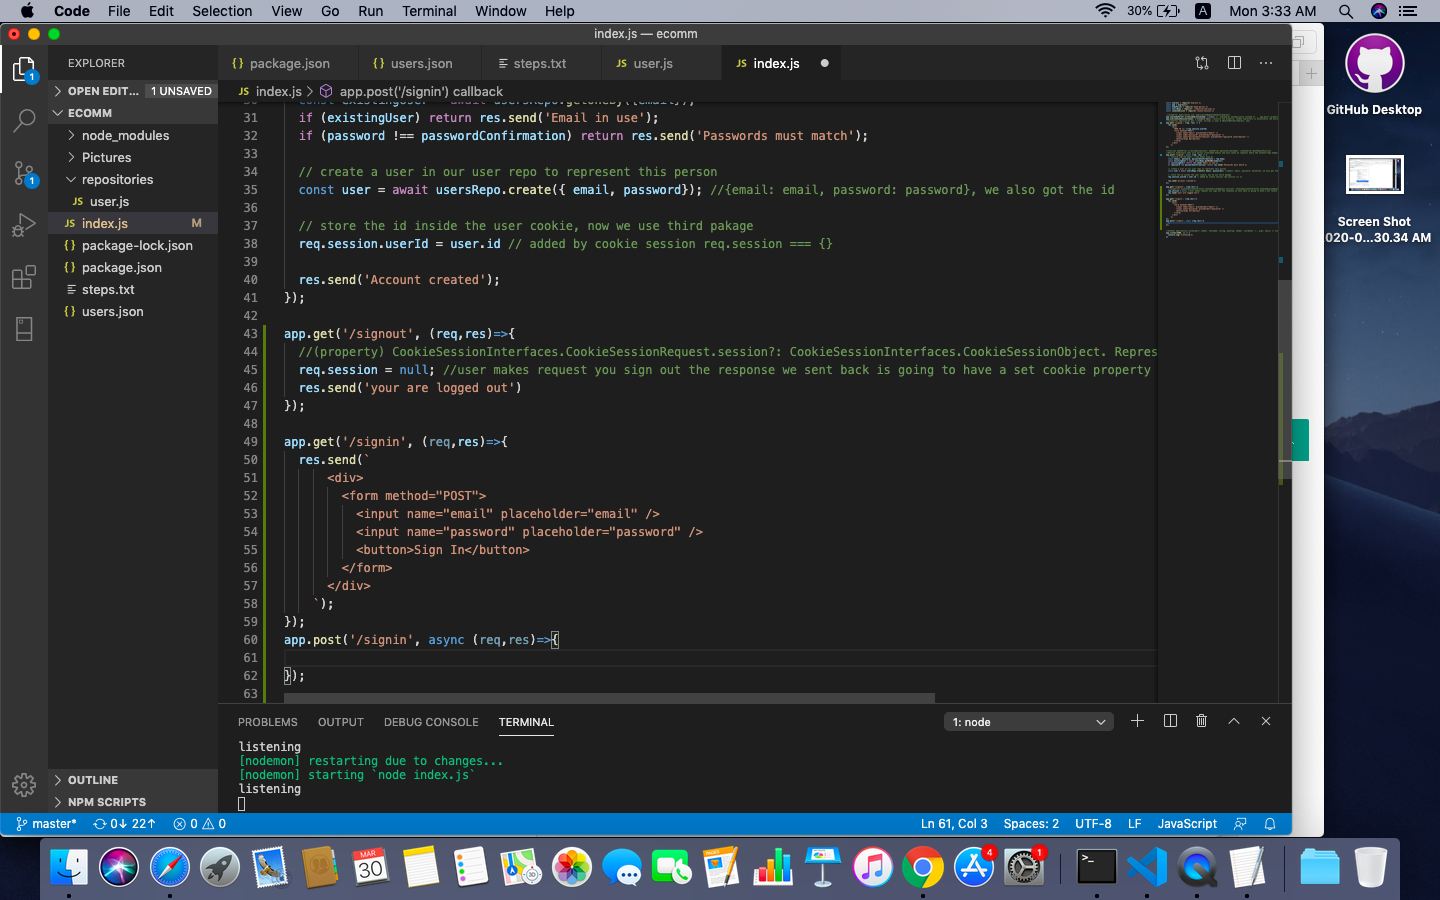 Code File Edit Selection View Go Run Terminal Window Help 30% A Mon 3:33 AM
index.js — ecomm
EXPLORER
OPEN EDIT... 1 UNSAVED
ECOMM
node_modules
Pictures
repositories
JS user.js
JS index.js M
{} package-lock.json
{} package.json
steps.txt
{} users.json
OUTLINE
NPM SCRIPTS
1
1
{} package.json {} users.json steps.txt JS user.js JS index.js
JS index.js > app.post('/signin') callback
31 if (existingUser) return res.send('Email in use');
32 if (password !== passwordConfirmation) return res.send('Passwords must match');
33
34 // create a user in our user repo to represent this person
35 const user = await usersRepo.create({ email, password}); //{email: email, password: password}, we also got the id
36
37 // store the id inside the user cookie, now we use third pakage
38 req.session.userId = user.id // added by cookie session req.session === {}
39
40 res.send('Account created');
41 });
42
43 app.get('/signout', (req,res)=>{
44 //(property) CookieSessionInterfaces.CookieSessionRequest.session?: CookieSessionInterfaces.CookieSessionObject. Repres
45 req.session = null; //user makes request you sign out the response we sent back is going to have a set cookie property
46 res.send('your are logged out')
47 });
48
49 app.get('/signin', (req,res)=>{
50 res.send(`
51 <div>
52 <form method="POST">
53 <input name="email" placeholder="email" />
54 <input name="password" placeholder="password" />
55 <button>Sign In</button>
56 </form>
57 </div>
58 `);
59 });
60 app.post('/signin', async (req,res)=>{
61
62 });
63
PROBLEMS OUTPUT DEBUG CONSOLE TERMINAL 1: node
listening
[nodemon] restarting due to changes...
[nodemon] starting `node index.js`
listening
master* 0↓ 22↑ 0 0 Ln 61, Col 3 Spaces: 2 UTF-8 LF JavaScript
GitHub Desktop
Screen Shot
020-0...30.34 AM
MAR
30
4
1
>_